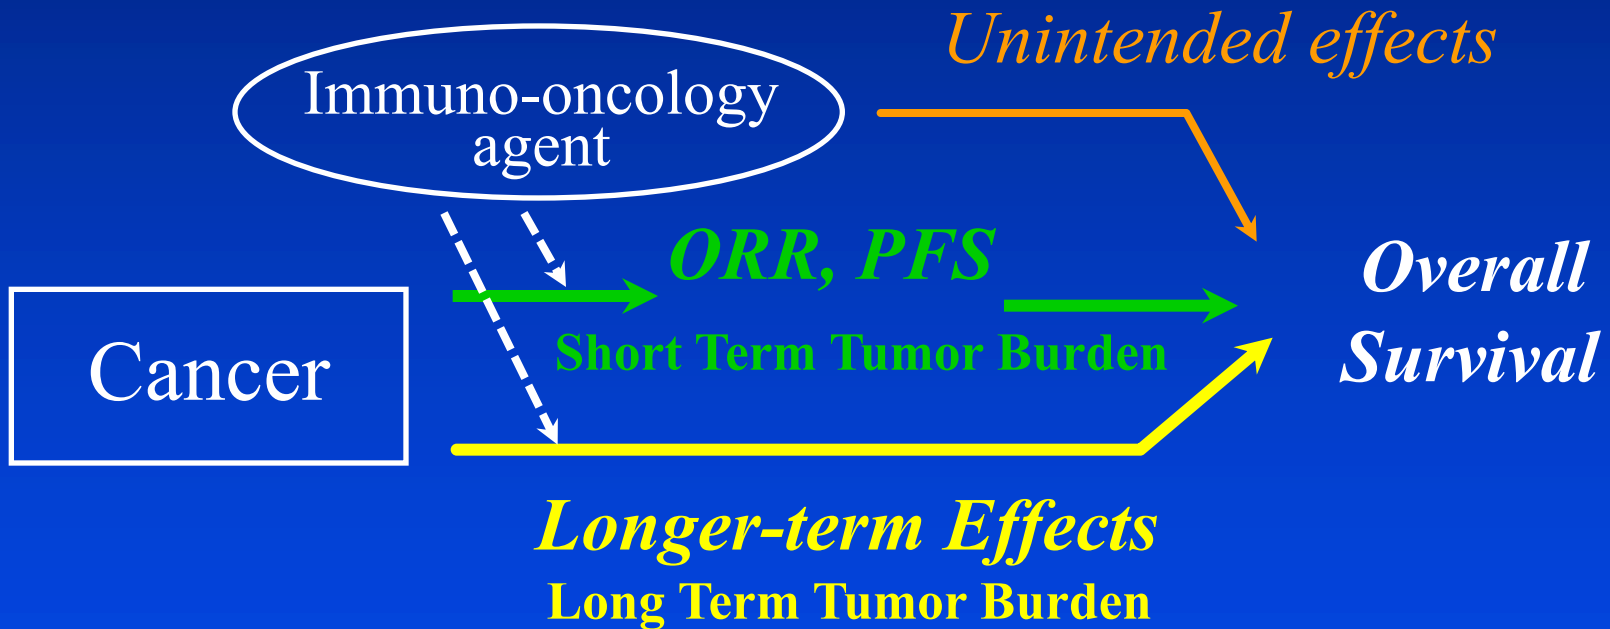 Unintended effects
Immuno-oncology
agent
ORR, PFS
Short Term Tumor Burden
Overall
Survival
Cancer
Longer-term Effects
Long Term Tumor Burden